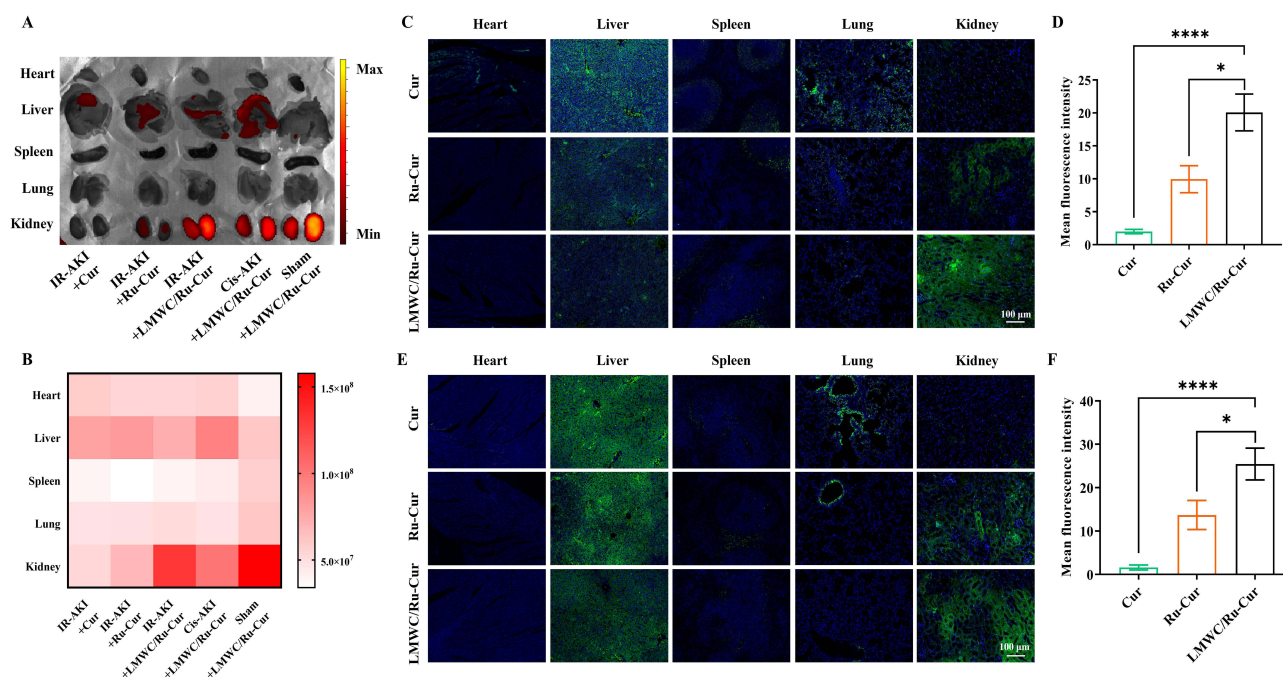 A
Heart
Liver
Spleen
Lung
Kidney
Max
Min
IR-AKI
+Cur
IR-AKI
+Ru-Cur
IR-AKI
+LMWC/Ru-Cur
Cis-AKI
+LMWC/Ru-Cur
Sham
+LMWC/Ru-Cur
B
Heart
Liver
Spleen
Lung
Kidney
1.5×10⁸
1.0×10⁸
5.0×10⁷
IR-AKI
+Cur
IR-AKI
+Ru-Cur
IR-AKI
+LMWC/Ru-Cur
Cis-AKI
+LMWC/Ru-Cur
Sham
+LMWC/Ru-Cur
C
Heart Liver Spleen Lung Kidney
Cur
Ru-Cur
LMWC/Ru-Cur
100 μm
D
Mean fluorescence intensity
25
20
15
10
5
0
****
*
Cur
Ru-Cur
LMWC/Ru-Cur
E
Heart Liver Spleen Lung Kidney
Cur
Ru-Cur
LMWC/Ru-Cur
100 μm
F
Mean fluorescence intensity
40
30
20
10
0
****
*
Cur
Ru-Cur
LMWC/Ru-Cur